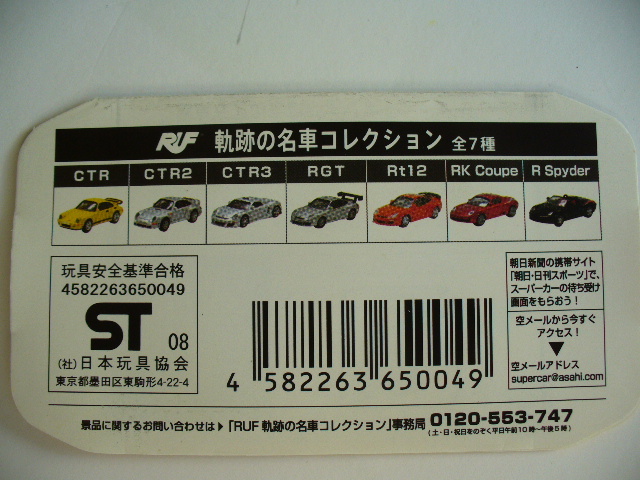 RUF 軌跡の名車コレクション 全7種
CTR CTR2 CTR3 RGT Rt12 RK Coupe R Spyder
玩具安全基準合格
4582263650049
ST 08
(社)日本玩具協会
東京都墨田区東駒形4-22-4
4 582263 650049
朝日新聞の携帯サイト
「朝日・日刊スポーツ」で、
スーパーカーの待ち受け
画面をもらおう!
空メールから今すぐ
アクセス!
▼
空メールアドレス
supercar@asahi.com
景品に関するお問い合わせは▶「RUF 軌跡の名車コレクション」事務局 0120-553-747
(土・日・祝日をのぞく平日午前10時〜午後5時)